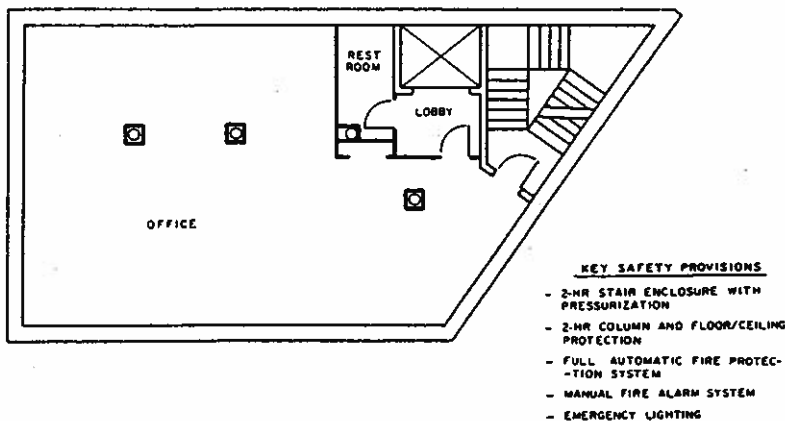 REST
ROOM
LOBBY
OFFICE
KEY SAFETY PROVISIONS
- 2-HR STAIR ENCLOSURE WITH
PRESSURIZATION
- 2-HR COLUMN AND FLOOR/CEILING
PROTECTION
- FULL AUTOMATIC FIRE PROTEC-
-TION SYSTEM
- MANUAL FIRE ALARM SYSTEM
- EMERGENCY LIGHTING